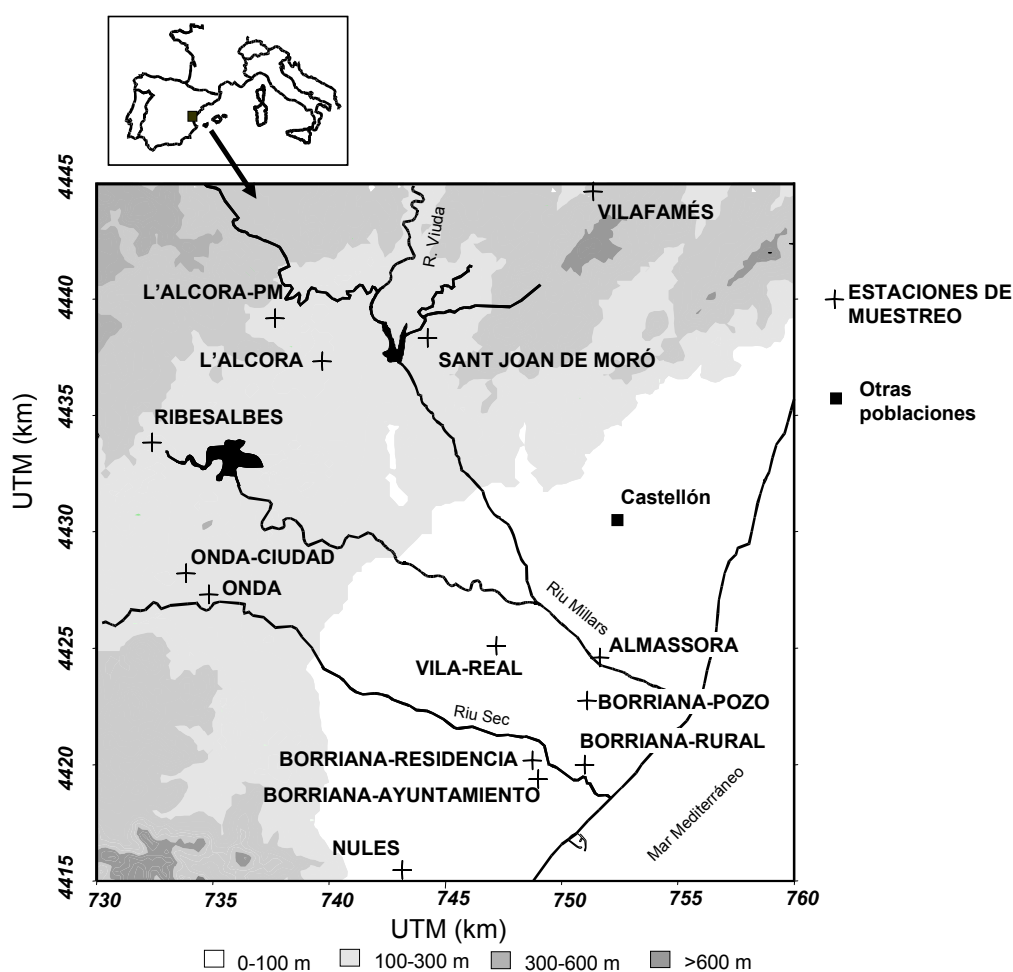 4445
VILAFAMÉS
R. Viuda
4440
L'ALCORA-PM
ESTACIONES DE
MUESTREO
L'ALCORA
SANT JOAN DE MORÓ
4435
RIBESALBES
Otras
poblaciones
UTM (km)
Castellón
4430
ONDA-CIUDAD
ONDA
Riu Millars
4425
ALMASSORA
VILA-REAL
BORRIANA-POZO
Riu Sec
BORRIANA-RURAL
4420
BORRIANA-RESIDENCIA
BORRIANA-AYUNTAMIENTO
Mar Mediterráneo
NULES
4415
730 735 740 745 752 755 760
UTM (km)
0-100 m 100-300 m 300-600 m >600 m